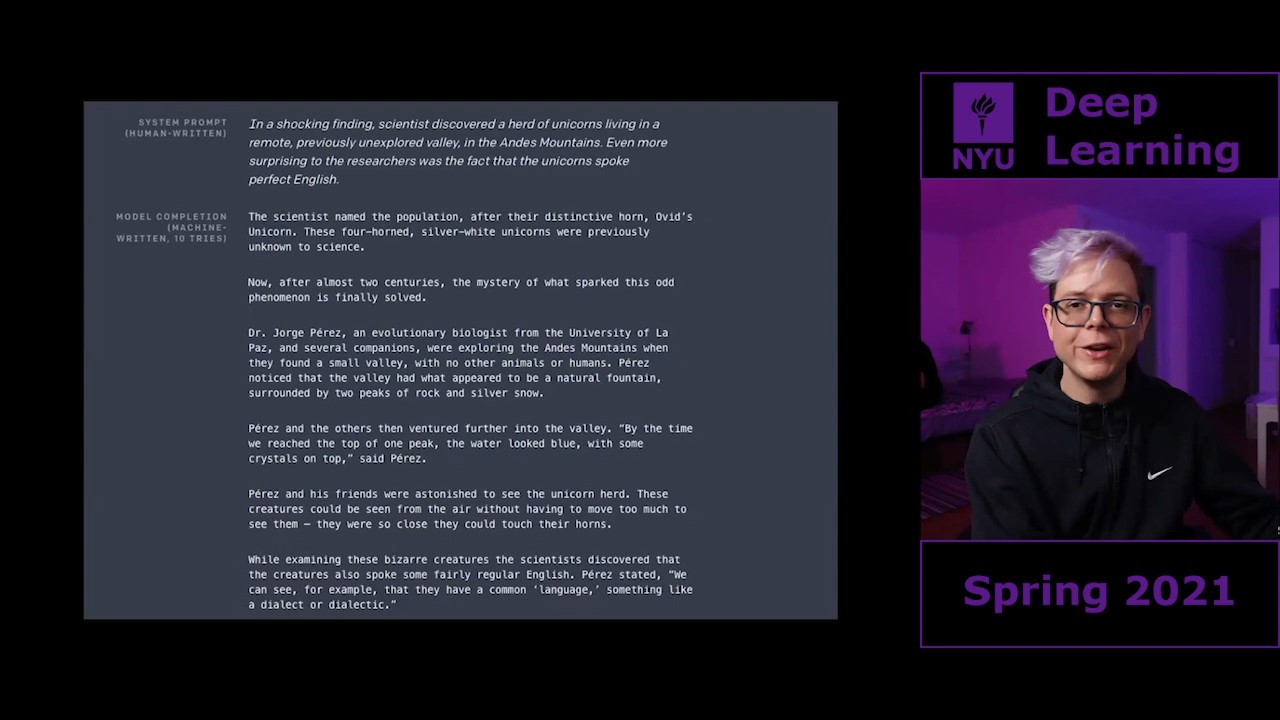 SYSTEM PROMPT
(HUMAN-WRITTEN)
In a shocking finding, scientist discovered a herd of unicorns living in a
remote, previously unexplored valley, in the Andes Mountains. Even more
surprising to the researchers was the fact that the unicorns spoke
perfect English.
MODEL COMPLETION
(MACHINE-
WRITTEN, 10 TRIES)
The scientist named the population, after their distinctive horn, Ovid’s
Unicorn. These four-horned, silver-white unicorns were previously
unknown to science.
Now, after almost two centuries, the mystery of what sparked this odd
phenomenon is finally solved.
Dr. Jorge Pérez, an evolutionary biologist from the University of La
Paz, and several companions, were exploring the Andes Mountains when
they found a small valley, with no other animals or humans. Pérez
noticed that the valley had what appeared to be a natural fountain,
surrounded by two peaks of rock and silver snow.
Pérez and the others then ventured further into the valley. “By the time
we reached the top of one peak, the water looked blue, with some
crystals on top,” said Pérez.
Pérez and his friends were astonished to see the unicorn herd. These
creatures could be seen from the air without having to move too much to
see them – they were so close they could touch their horns.
While examining these bizarre creatures the scientists discovered that
the creatures also spoke some fairly regular English. Pérez stated, “We
can see, for example, that they have a common ‘language,’ something like
a dialect or dialectic.”
NYU
Deep
Learning
Spring 2021